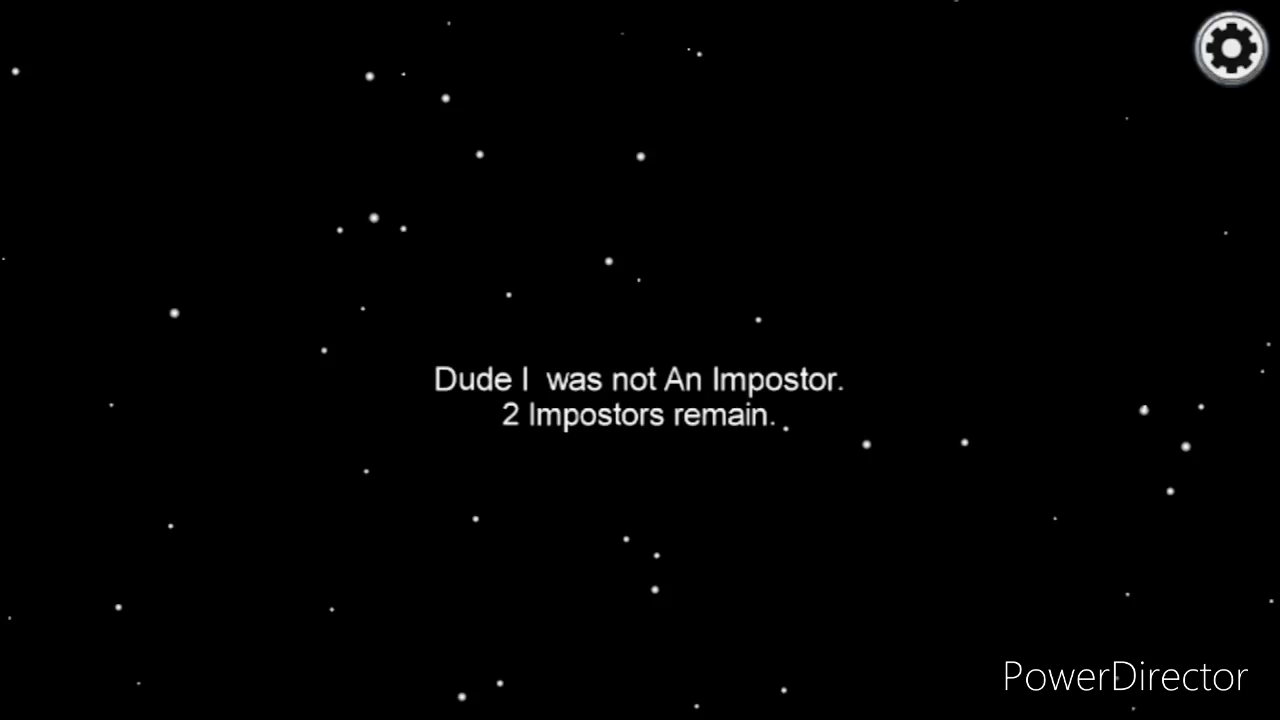 Dude I  was not An Impostor.
2 Impostors remain.
PowerDirector